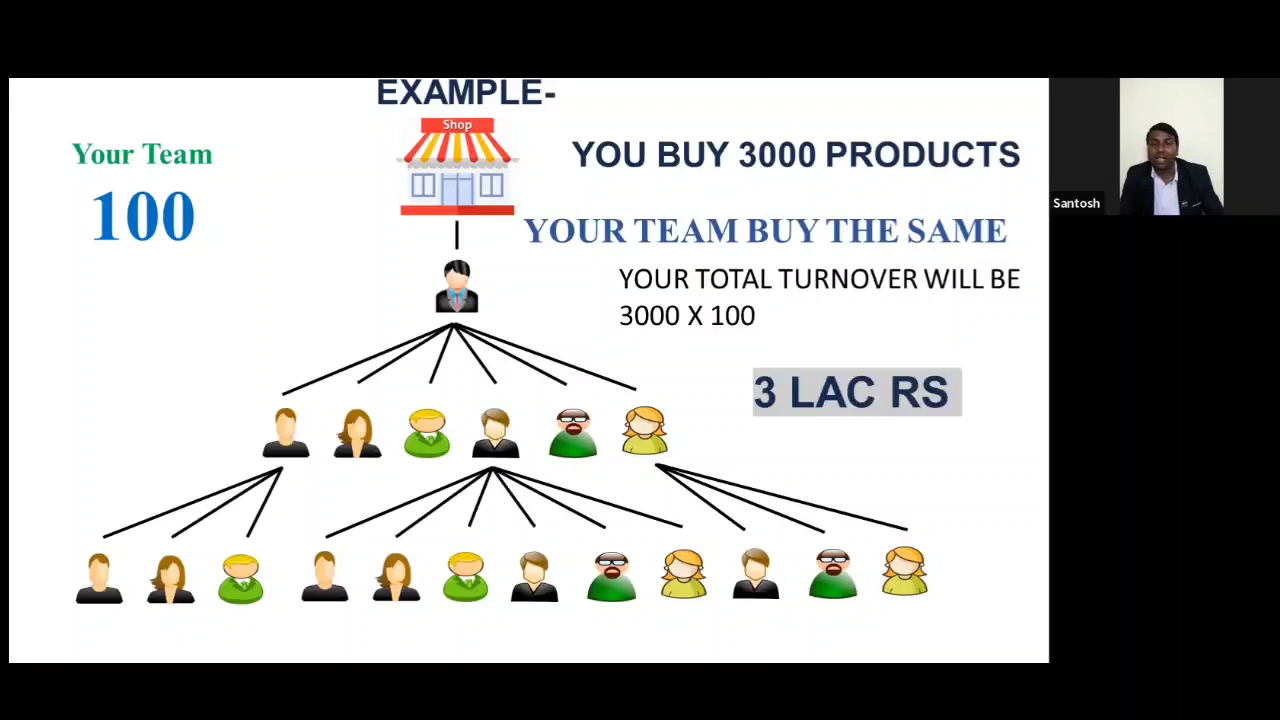 EXAMPLE-
Shop
Your Team
100
YOU BUY 3000 PRODUCTS
YOUR TEAM BUY THE SAME
YOUR TOTAL TURNOVER WILL BE
3000 X 100
3 LAC RS
Santosh